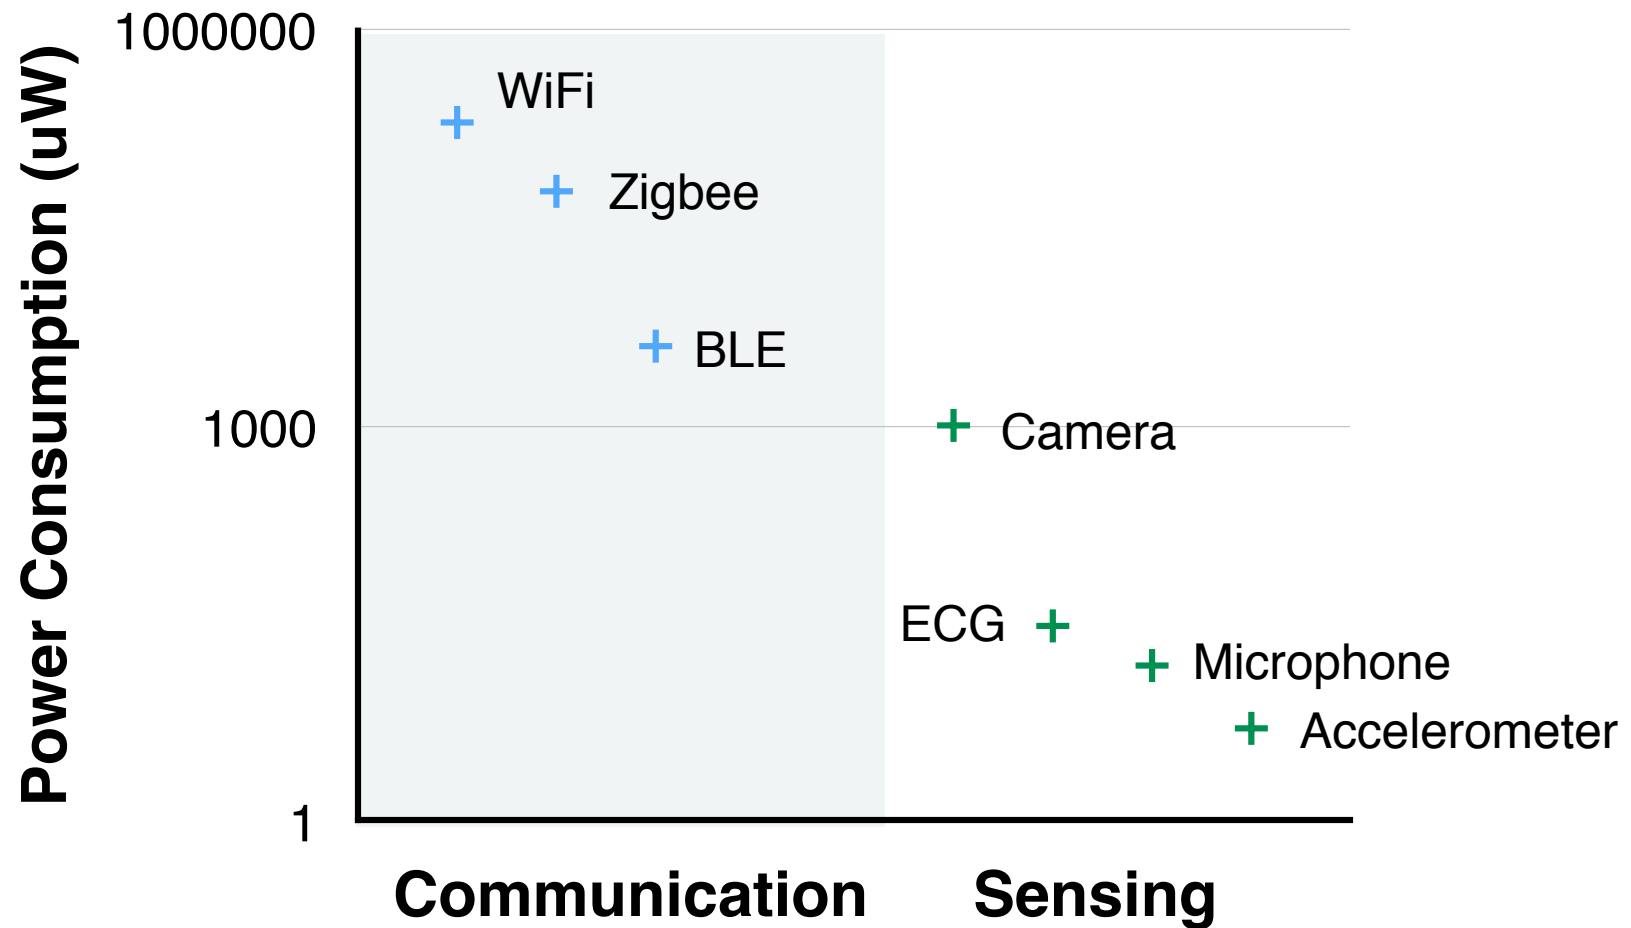 Power Consumption (uW)
1000000
1000
1
WiFi
Zigbee
BLE
Camera
ECG
Microphone
Accelerometer
Communication
Sensing